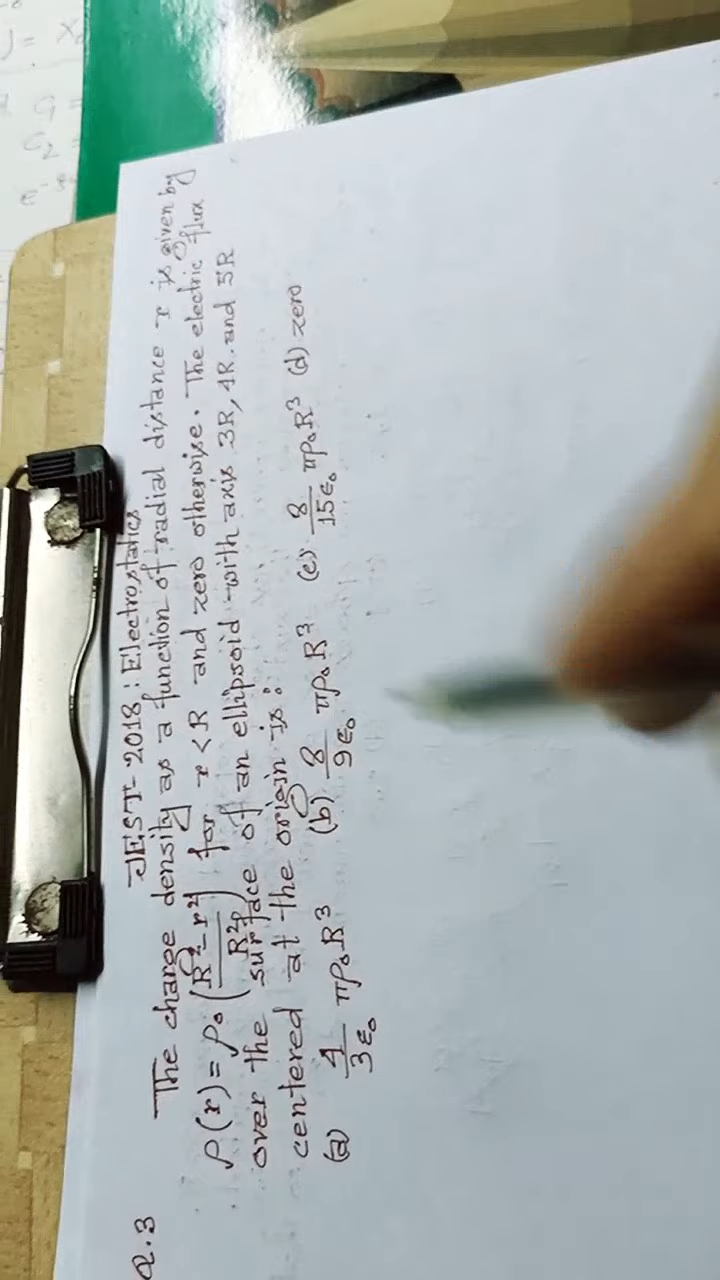 Q.3
JEST-2018: Electrostatics
The charge density as a function of radial distance r is given by
ρ(r) = ρ₀ (R²-r²/R²) for r<R and zero otherwise. The electric flux
over the surface of an ellipsoid with axis 3R, 4R. and 5R
centered at the origin is:
(a) 4/3ε₀ πρ₀R³ (b) 8/9ε₀ πρ₀R³ (c) 8/15ε₀ πρ₀R³ (d) zero